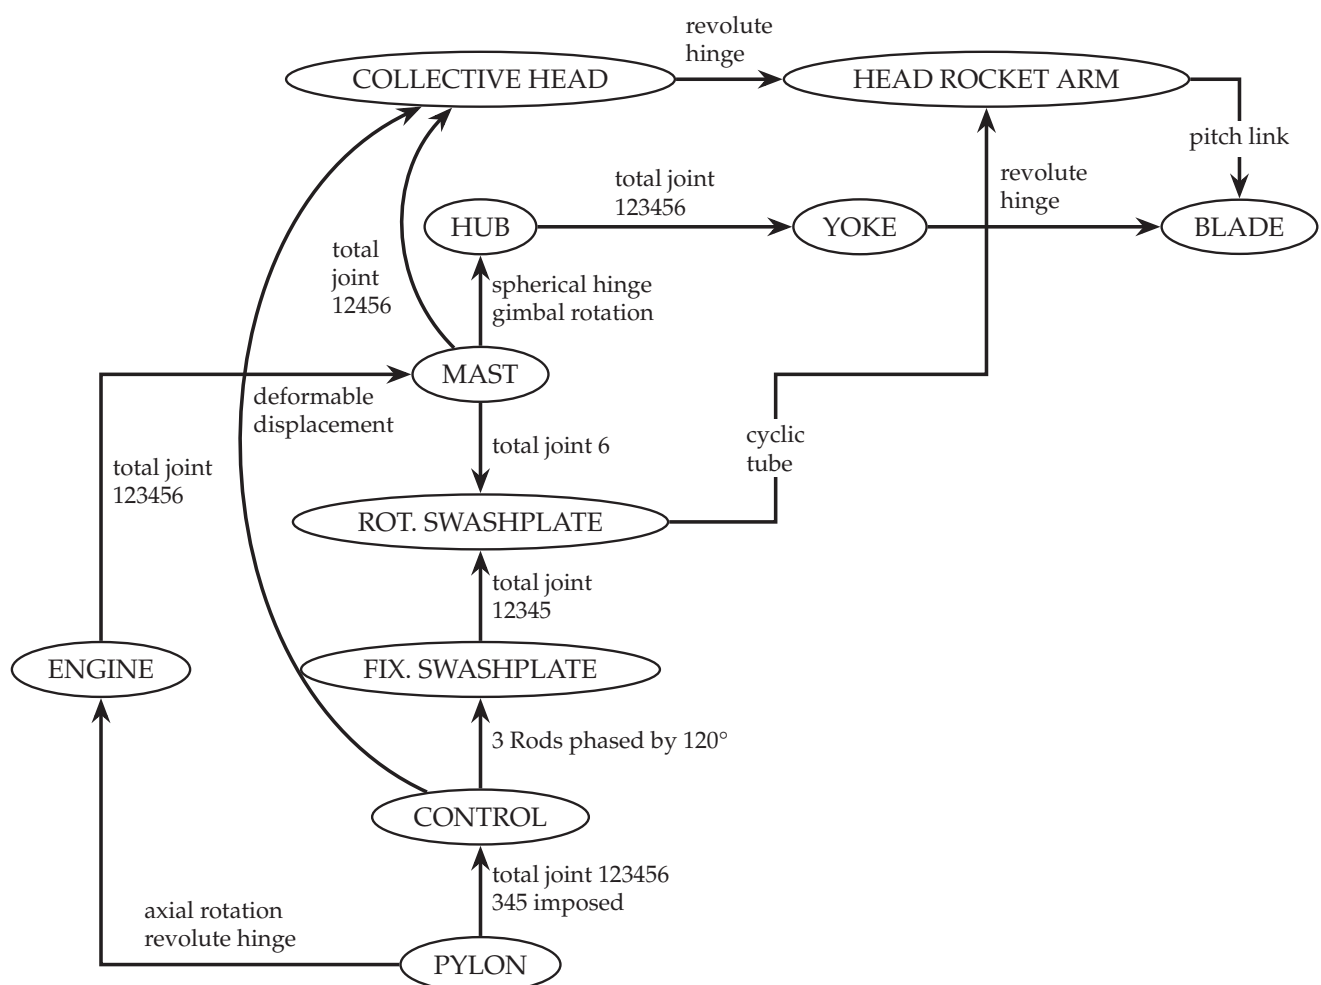 revolute
hinge
COLLECTIVE HEAD
HEAD ROCKET ARM
pitch link
revolute
hinge
total joint
123456
HUB
YOKE
BLADE
total
joint
12456
spherical hinge
gimbal rotation
MAST
deformable
displacement
total joint 6
cyclic
tube
total joint
123456
ROT. SWASHPLATE
total joint
12345
ENGINE
FIX. SWASHPLATE
3 Rods phased by 120°
CONTROL
total joint 123456
345 imposed
axial rotation
revolute hinge
PYLON